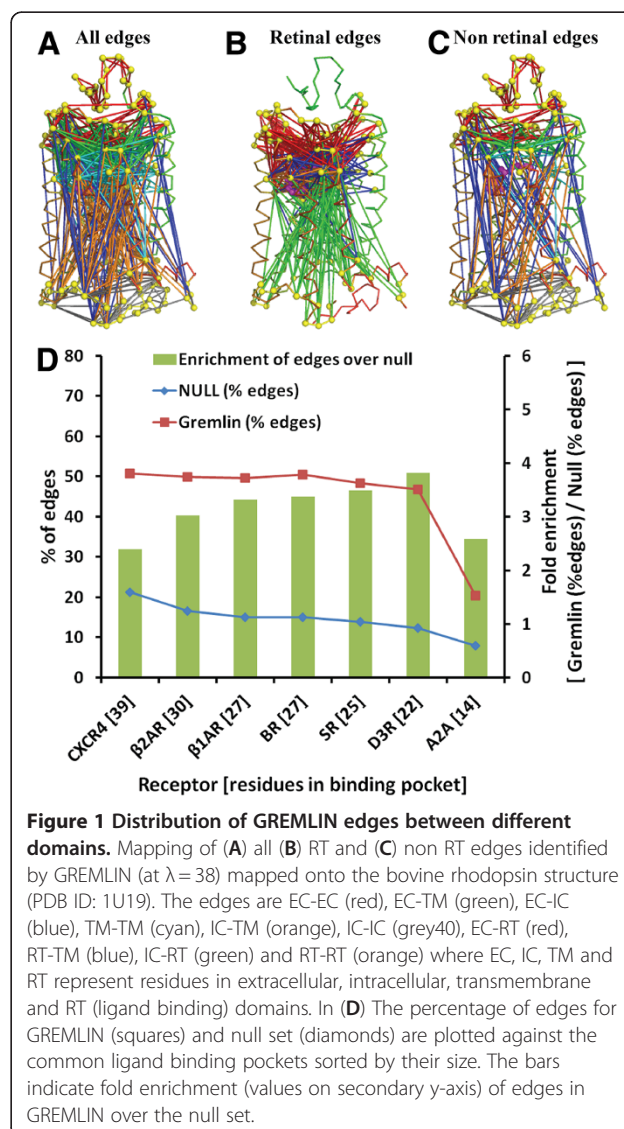 A All edges
B Retinal edges
C Non retinal edges
D
80
70
60
50
40
30
20
10
0
% of edges
Enrichment of edges over null
NULL (% edges)
Gremlin (% edges)
6
5
4
3
2
1
0
Fold enrichment
[ Gremlin (%edges) / Null (% edges) ]
CXCR4 [39]
β2AR [30]
β1AR [27]
BR [27]
SR [25]
D3R [22]
A2A [14]
Receptor [residues in binding pocket]
Figure 1 Distribution of GREMLIN edges between different
domains. Mapping of (A) all (B) RT and (C) non RT edges identified
by GREMLIN (at λ = 38) mapped onto the bovine rhodopsin structure
(PDB ID: 1U19). The edges are EC-EC (red), EC-TM (green), EC-IC
(blue), TM-TM (cyan), IC-TM (orange), IC-IC (grey40), EC-RT (red),
RT-TM (blue), IC-RT (green) and RT-RT (orange) where EC, IC, TM and
RT represent residues in extracellular, intracellular, transmembrane
and RT (ligand binding) domains. In (D) The percentage of edges for
GREMLIN (squares) and null set (diamonds) are plotted against the
common ligand binding pockets sorted by their size. The bars
indicate fold enrichment (values on secondary y-axis) of edges in
GREMLIN over the null set.